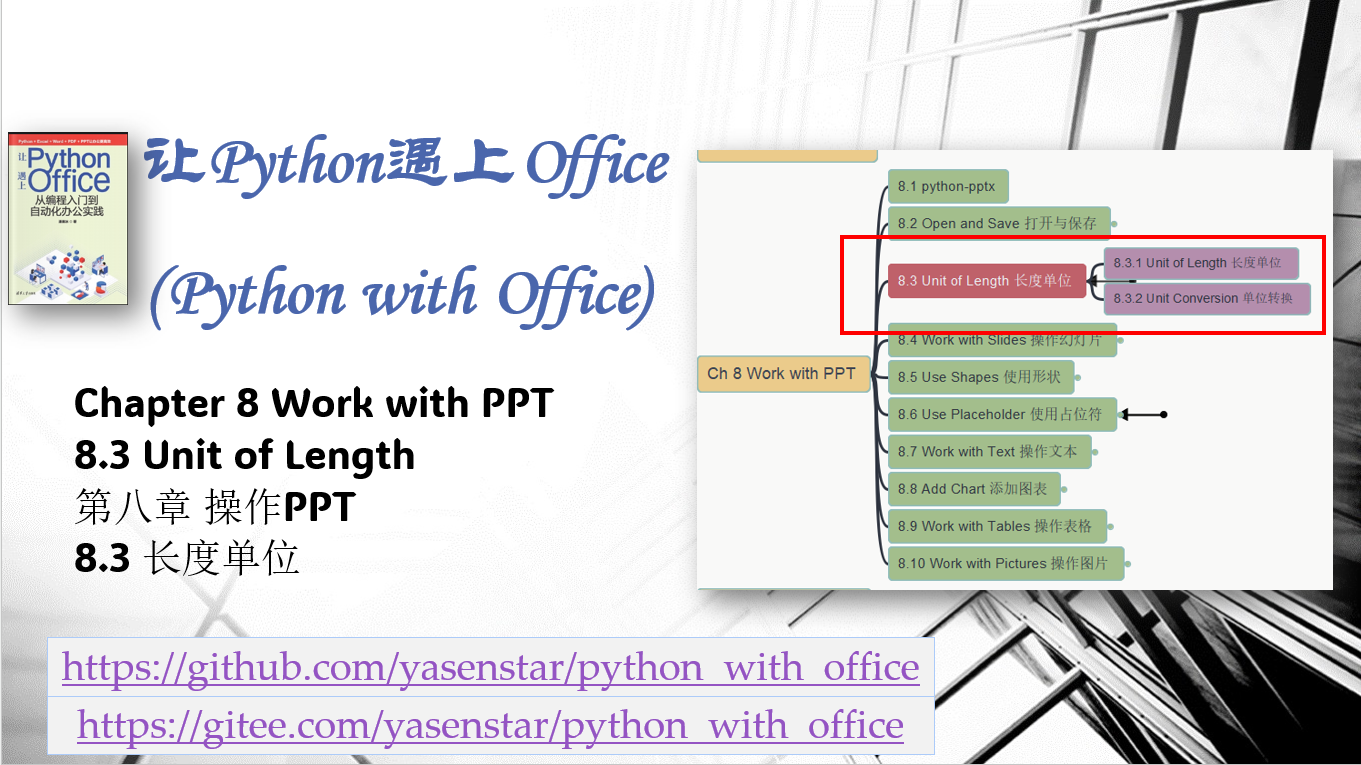 Python + Excel + Word + PDF + PPT
让
Python
遇上
Office
从编程入门到
自动化办公实践
让Python遇上Office
(Python with Office)
Chapter 8 Work with PPT
8.3 Unit of Length
第八章 操作PPT
8.3 长度单位
8.1 python-pptx
8.2 Open and Save 打开与保存
8.3 Unit of Length 长度单位
8.3.1 Unit of Length 长度单位
8.3.2 Unit Conversion 单位转换
8.4 Work with Slides 操作幻灯片
Ch 8 Work with PPT
8.5 Use Shapes 使用形状
8.6 Use Placeholder 使用占位符
8.7 Work with Text 操作文本
8.8 Add Chart 添加图表
8.9 Work with Tables 操作表格
8.10 Work with Pictures 操作图片
https://github.com/yasenstar/python_with_office
https://gitee.com/yasenstar/python_with_office